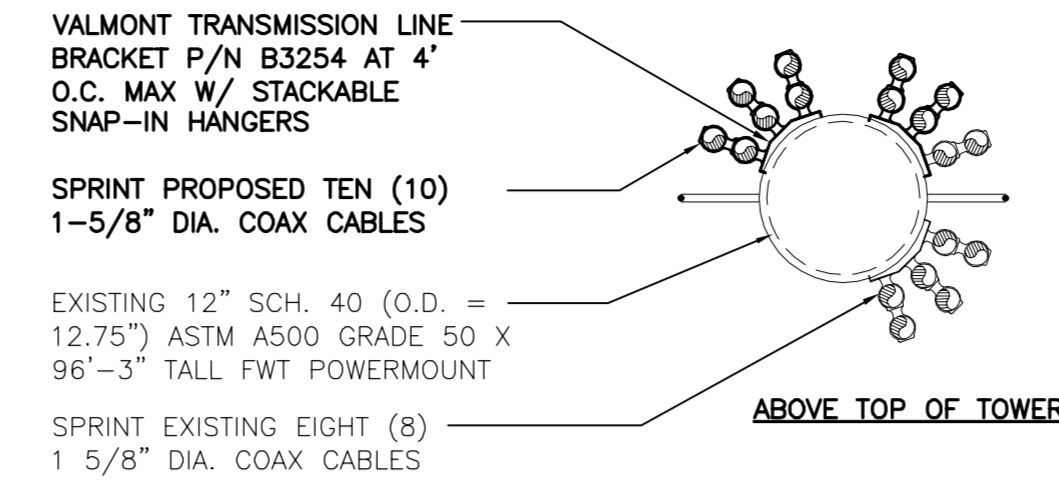 VALMONT TRANSMISSION LINE
BRACKET P/N B3254 AT 4'
O.C. MAX W/ STACKABLE
SNAP-IN HANGERS
SPRINT PROPOSED TEN (10)
1-5/8" DIA. COAX CABLES
EXISTING 12" SCH. 40 (O.D. =
12.75") ASTM A500 GRADE 50 X
96'-3" TALL FWT POWERMOUNT
SPRINT EXISTING EIGHT (8)
1 5/8" DIA. COAX CABLES
ABOVE TOP OF TOWER